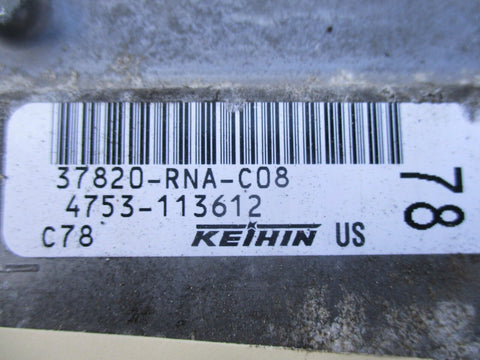 37820-RNA-C08
4753-113612
C78 KEIHIN US
78